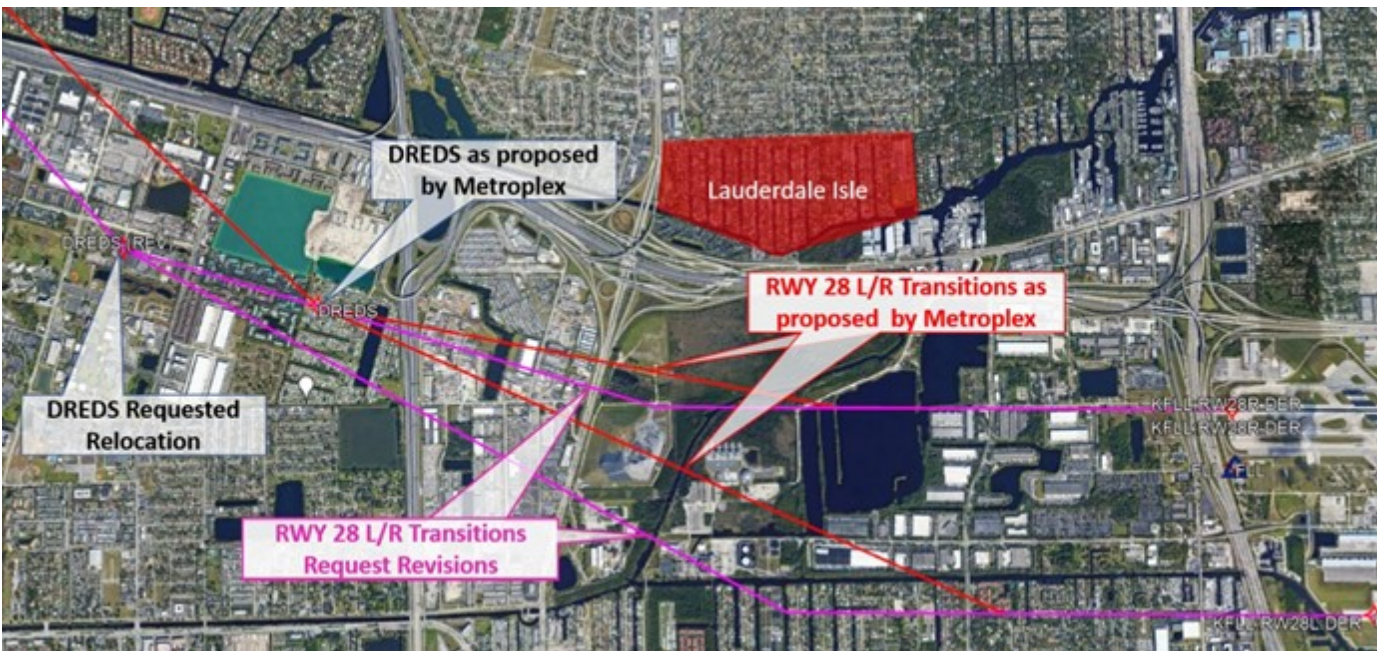 DREDS as proposed
by Metroplex
Lauderdale Isle
DREDS
RWY 28 L/R Transitions as
proposed by Metroplex
DREDS Requested
Relocation
KFLL-RW28R-DER
KFLL-RW28R-DER
FLL
RWY 28 L/R Transitions
Request Revisions
KFLL-RW28L-DER